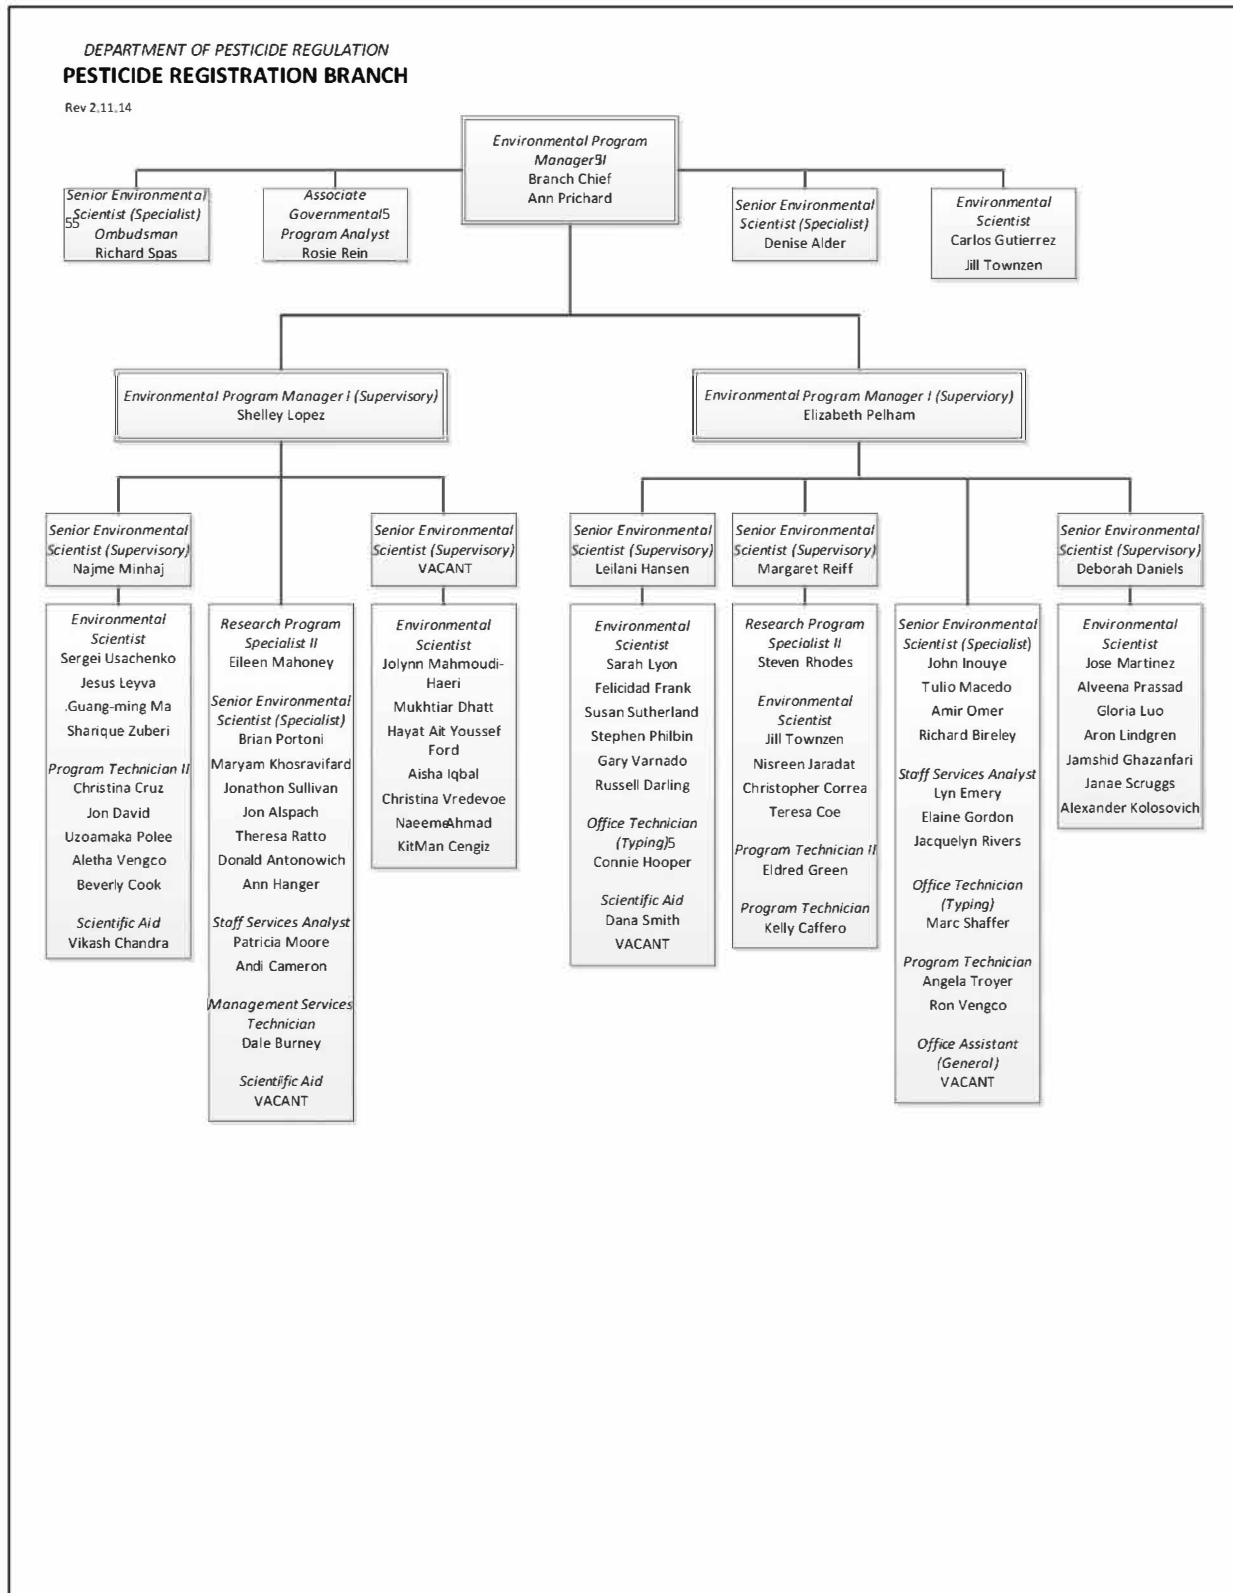 DEPARTMENT OF PESTICIDE REGULATION
PESTICIDE REGISTRATION BRANCH
Rev 2,11,14
Environmental Program
Branch Chief
Ann Prichard
Senior Environmental
Scientist (Specialist)
55
Ombudsman
Richard Spas
Associate
Governmental5
Program Analyst
Rosie Rein
Senior Environmental
Scientist (Specialist)
Denise Alder
Environmental
Scientist
Carlos Gutierrez
Jill Townzen
Environmental Program Manager I (Supervisory)
Shelley Lopez
Environmental Program Manager I (Superviory)
Elizabeth Pelham
Senior Environmental
Scientist (Supervisory)
Najme Minhaj
Environmental
Scientist
Sergei Usachenko
Jesus Leyva
.Guang-ming Ma
Sharique Zuberi
Program Technician II
Christina Cruz
Jon David
Uzoamaka Polee
Aletha Vengco
Beverly Cook
Scientific Aid
Vikash Chandra
Research Program
Specialist II
Eileen Mahoney
Senior Environmental
Scientist (Specialist)
Brian Portoni
Maryam Khosravifard
Jonathon Sullivan
Jon Alspach
Theresa Ratto
Donald Antonowich
Ann Hanger
Staff Services Analyst
Patricia Moore
Andi Cameron
Management Services
Technician
Dale Burney
Scientific Aid
VACANT
Senior Environmental
Scientist (Supervisory)
VACANT
Environmental
Scientist
Jolynn Mahmoudi-
Haeri
Mukhtiar Dhatt
Hayat Ait Youssef
Ford
Aisha Iqbal
Christina Vredevoe
Naeem Ahmad
KitMan Cengiz
Senior Environmental
Scientist (Supervisory)
Leilani Hansen
Environmental
Scientist
Sarah Lyon
Felicidad Frank
Susan Sutherland
Stephen Philbin
Gary Varnado
Russell Darling
Office Technician
(Typing)5
Connie Hooper
Scientific Aid
Dana Smith
VACANT
Senior Environmental
Scientist (Supervisory)
Margaret Reiff
Research Program
Specialist II
Steven Rhodes
Environmental
Scientist
Jill Townzen
Nisreen Jaradat
Christopher Correa
Teresa Coe
Program Technician II
Eldred Green
Program Technician
Kelly Caffero
Senior Environmental
Scientist (Specialist)
John Inouye
Tulio Macedo
Amir Omer
Richard Bireley
Staff Services Analyst
Lyn Emery
Elaine Gordon
Jacquelyn Rivers
Office Technician
(Typing)
Marc Shaffer
Program Technician
Angela Troyer
Ron Vengco
Office Assistant
(General)
VACANT
Senior Environmental
Scientist (Supervisory)
Deborah Daniels
Environmental
Scientist
Jose Martinez
Alveena Prassad
Gloria Luo
Aron Lindgren
Jamshid Ghazanfari
Janae Scruggs
Alexander Kolosovich